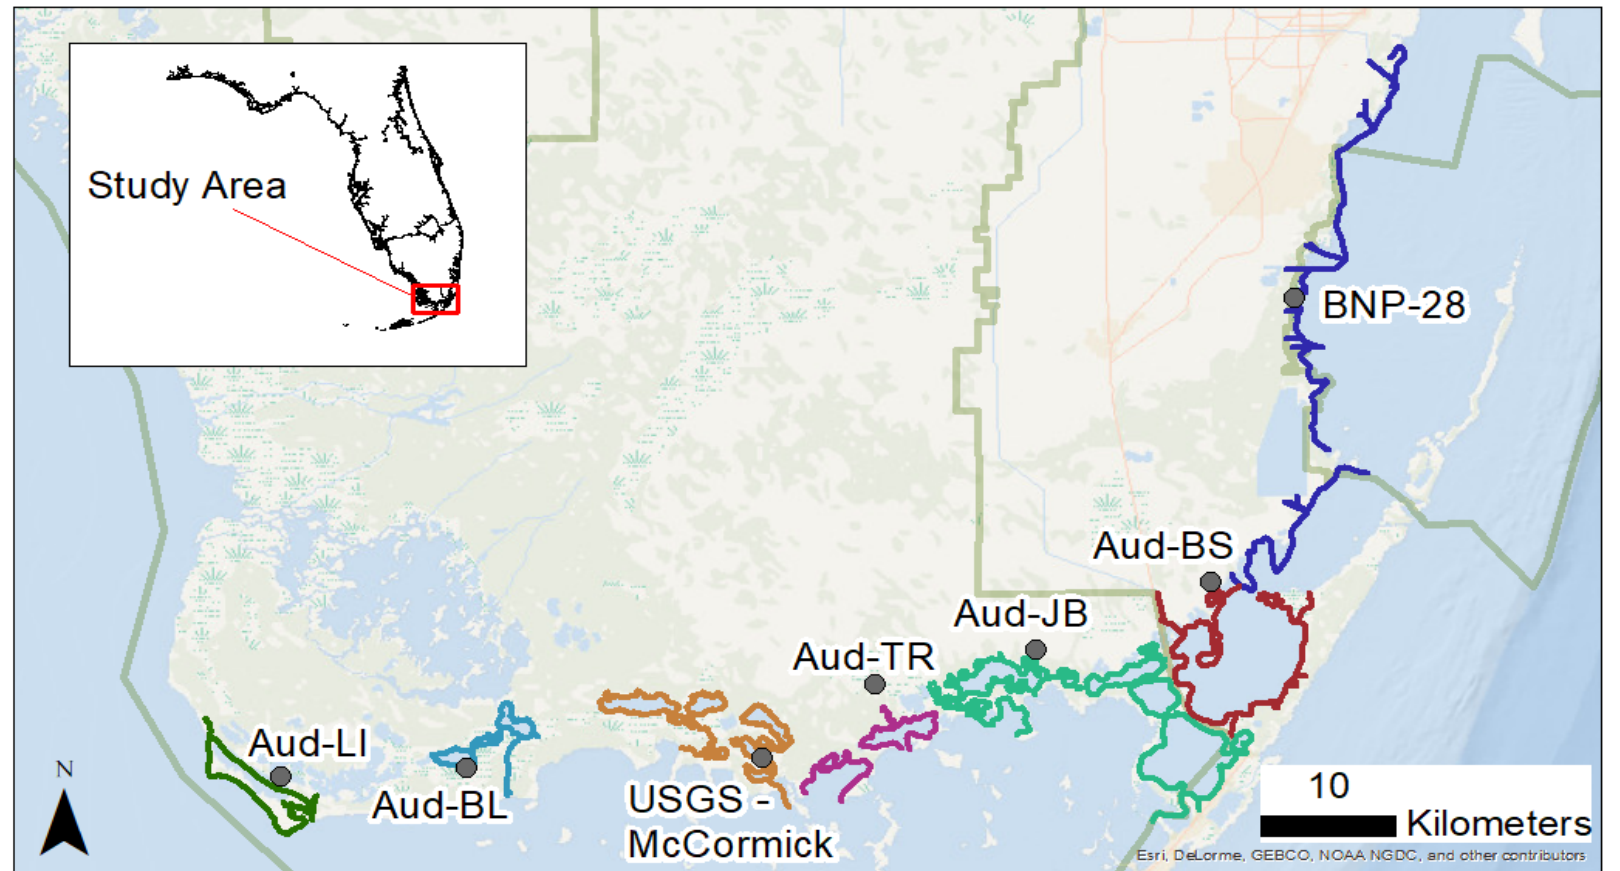 Study Area
BNP-28
Aud-BS
Aud-JB
Aud-TR
Aud-LI
Aud-BL
USGS -
McCormick
N
10
Kilometers
Esri, DeLorme, GEBCO, NOAA NGDC, and other contributors